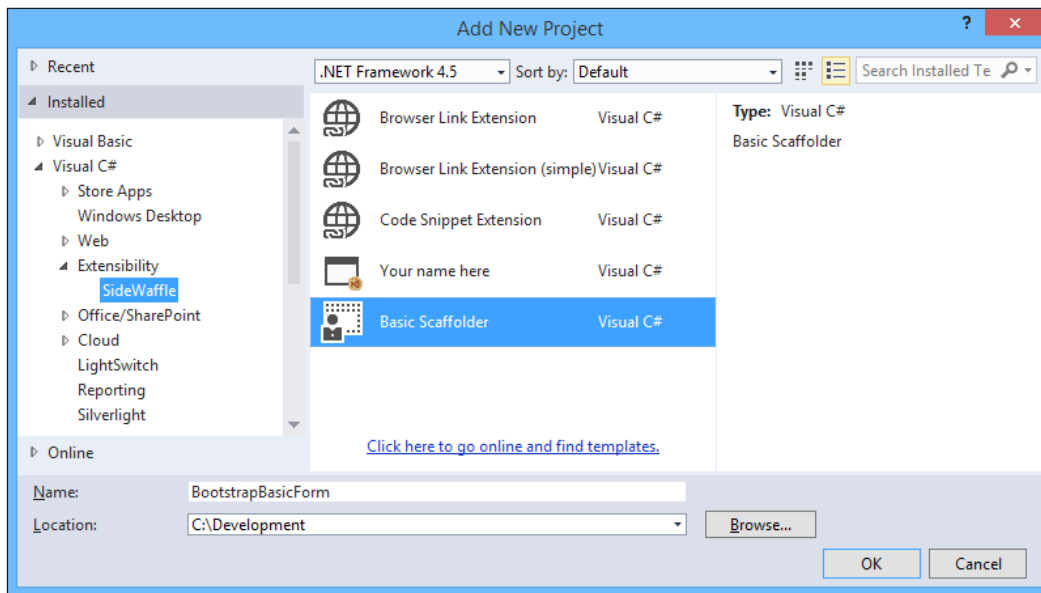 Add New Project
?
Recent
.NET Framework 4.5
Sort by:
Default
Search Installed Te
Installed
Visual Basic
Visual C#
Store Apps
Windows Desktop
Web
Extensibility
SideWaffle
Office/SharePoint
Cloud
LightSwitch
Reporting
Silverlight
Online
Browser Link Extension Visual C#
Browser Link Extension (simple) Visual C#
Code Snippet Extension Visual C#
Your name here Visual C#
Basic Scaffolder Visual C#
Click here to go online and find templates.
Type: Visual C#
Basic Scaffolder
Name: BootstrapBasicForm
Location: C:\Development
Browse...
OK
Cancel